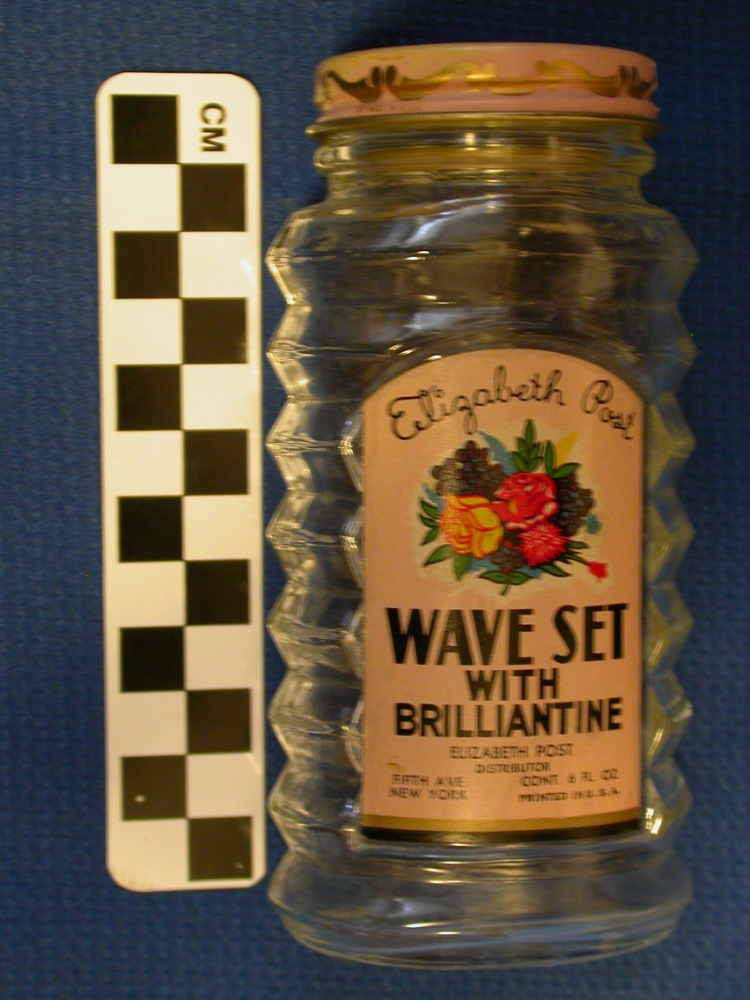 CM
Elizabeth Post
WAVE SET
WITH
BRILLIANTINE
ELIZABETH POST
DISTRIBUTOR
FIFTH AVE CONT. 6 FL. OZ.
NEW YORK PRINTED IN U.S.A.